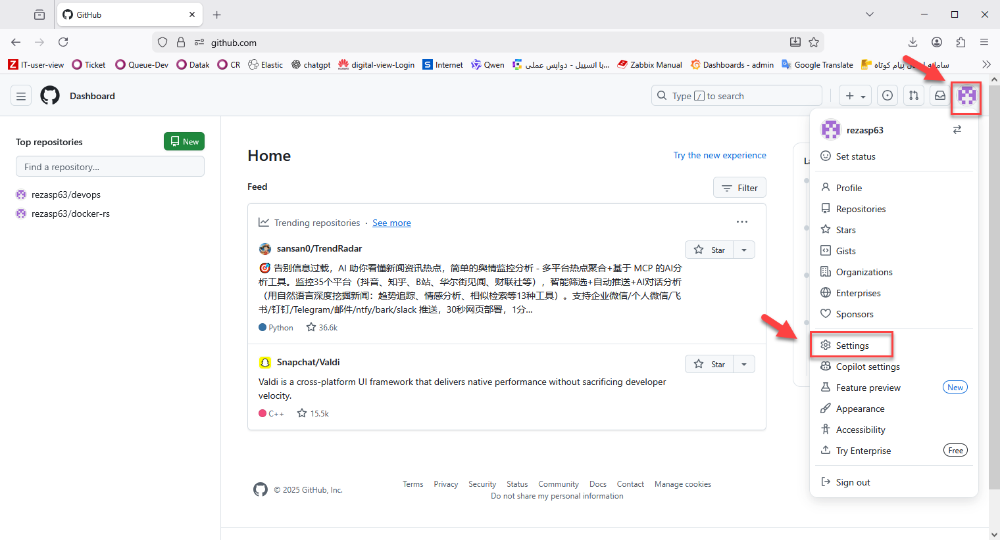 GitHub
github.com
IT-user-view
Ticket
Queue-Dev
Datak
CR
Elastic
chatgpt
digital-view-Login
Internet
Qwen
با انسیبل - دواپس عملی...
Zabbix Manual
Dashboards - admin
Google Translate
پیام کوتاه
Dashboard
Type / to search
Top repositories
New
Find a repository...
rezasp63/devops
rezasp63/docker-rs
Home
Try the new experience
Feed
Filter
Trending repositories · See more
sansan0/TrendRadar
Star
🎯 告别信息过载，AI 助你看懂新闻资讯热点，简单的舆情监控分析 - 多平台热点聚合+基于 MCP 的AI分
析工具。监控35个平台（抖音、知乎、B站、华尔街见闻、财联社等），智能筛选+自动推送+AI对话分析
（用自然语言深度挖掘新闻：趋势追踪、情感分析、相似检索等13种工具）。支持企业微信/个人微信/飞
书/钉钉/Telegram/邮件/ntfy/bark/slack 推送，30秒网页部署，1分...
Python
36.6k
Snapchat/Valdi
Star
Valdi is a cross-platform UI framework that delivers native performance without sacrificing developer
velocity.
C++
15.5k
© 2025 GitHub, Inc.
Terms
Privacy
Security
Status
Community
Docs
Contact
Manage cookies
Do not share my personal information
rezasp63
Set status
Profile
Repositories
Stars
Gists
Organizations
Enterprises
Sponsors
Settings
Copilot settings
Feature preview
New
Appearance
Accessibility
Try Enterprise
Free
Sign out